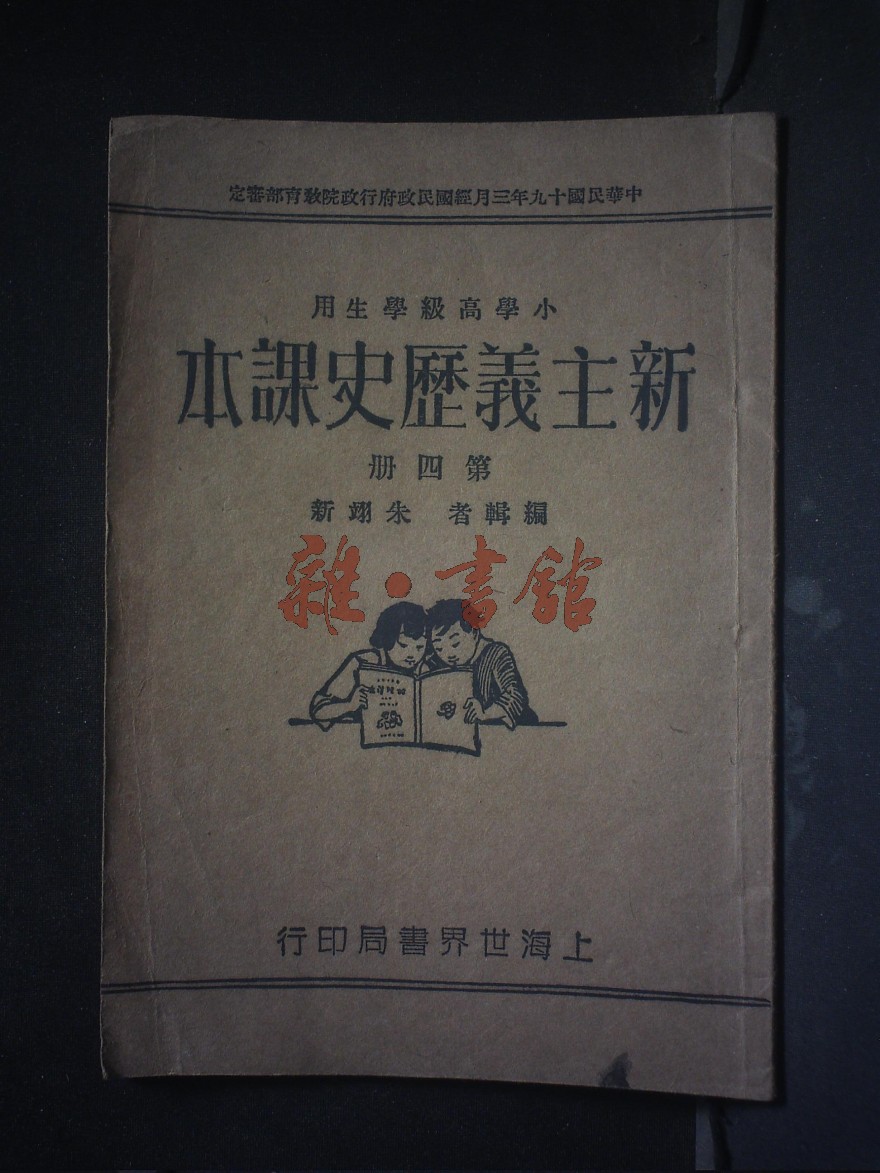 中華民國十九年三月經國民政府行政院敎育部審定
小學高級學生用
新主義歷史課本
第四册
編輯者 朱翊新
雜·書館
上海世界書局印行